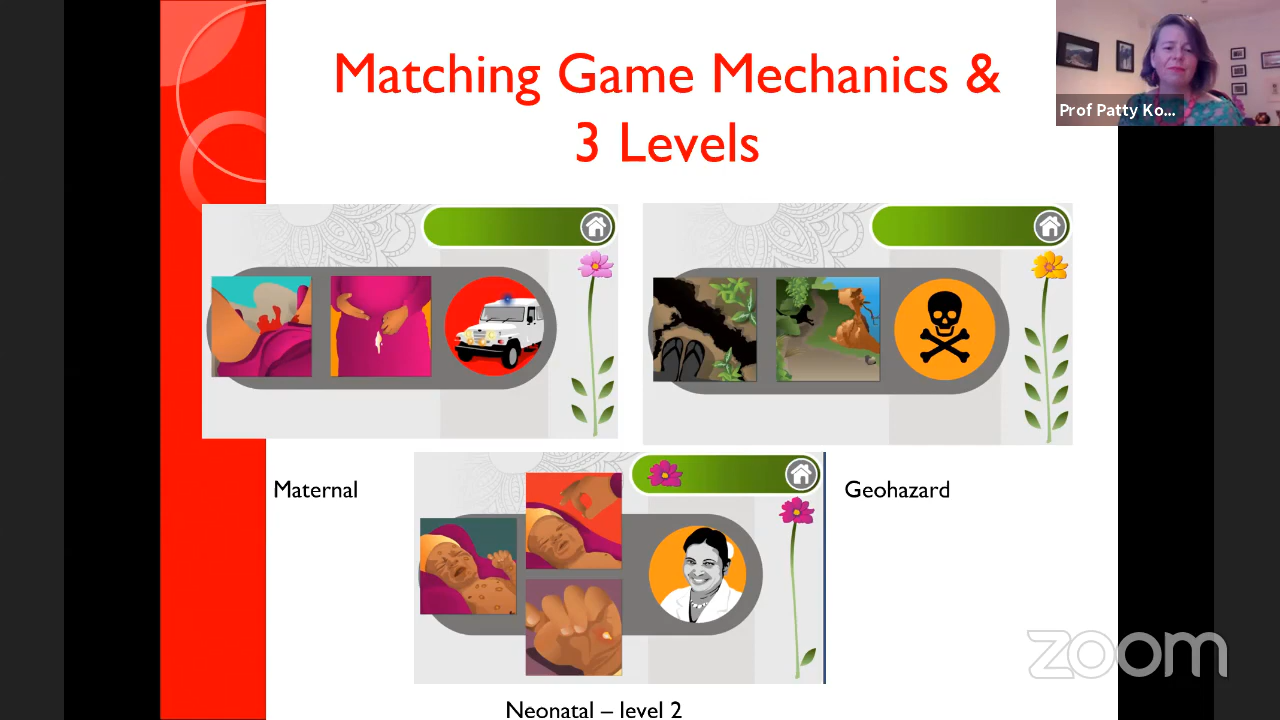 Matching Game Mechanics &
3 Levels
Prof Patty Ko...
Maternal
Geohazard
Neonatal – level 2
zoom